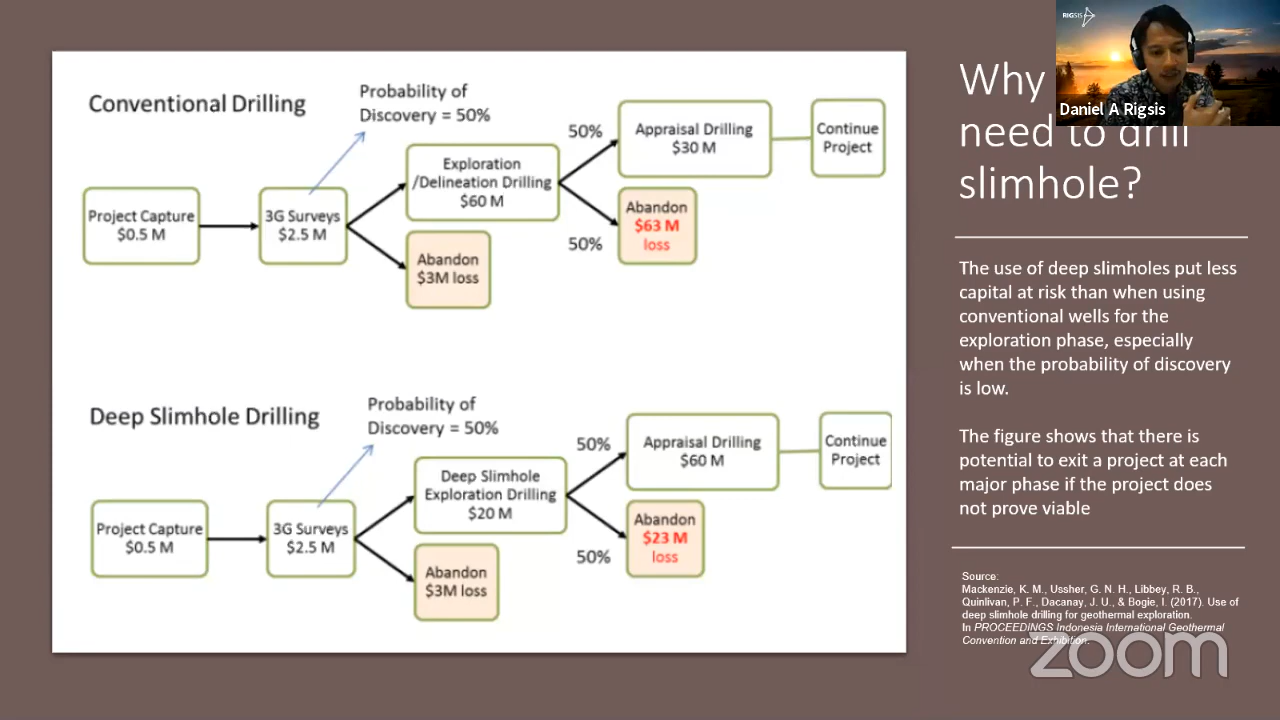 Conventional Drilling
Probability of
Discovery = 50%
Project Capture
$0.5 M
3G Surveys
$2.5 M
Exploration
/Delineation Drilling
$60 M
Abandon
$3M loss
50%
50%
Appraisal Drilling
$30 M
Abandon
$63 M
loss
Continue
Project
Deep Slimhole Drilling
Probability of
Discovery = 50%
Project Capture
$0.5 M
3G Surveys
$2.5 M
Deep Slimhole
Exploration Drilling
$20 M
Abandon
$3M loss
50%
50%
Appraisal Drilling
$60 M
Abandon
$23 M
loss
Continue
Project
RIGSIS
Daniel A Rigsis
Why
need to drill
slimhole?
The use of deep slimholes put less
capital at risk than when using
conventional wells for the
exploration phase, especially
when the probability of discovery
is low.
The figure shows that there is
potential to exit a project at each
major phase if the project does
not prove viable
Source:
Mackenzie, K. M., Ussher, G. N. H., Libbey, R. B.,
Quinlivan, P. F., Dacanay, J. U., & Bogie, I. (2017). Use of
deep slimhole drilling for geothermal exploration.
In PROCEEDINGS Indonesia International Geothermal
Convention and Exhibition.
zoom